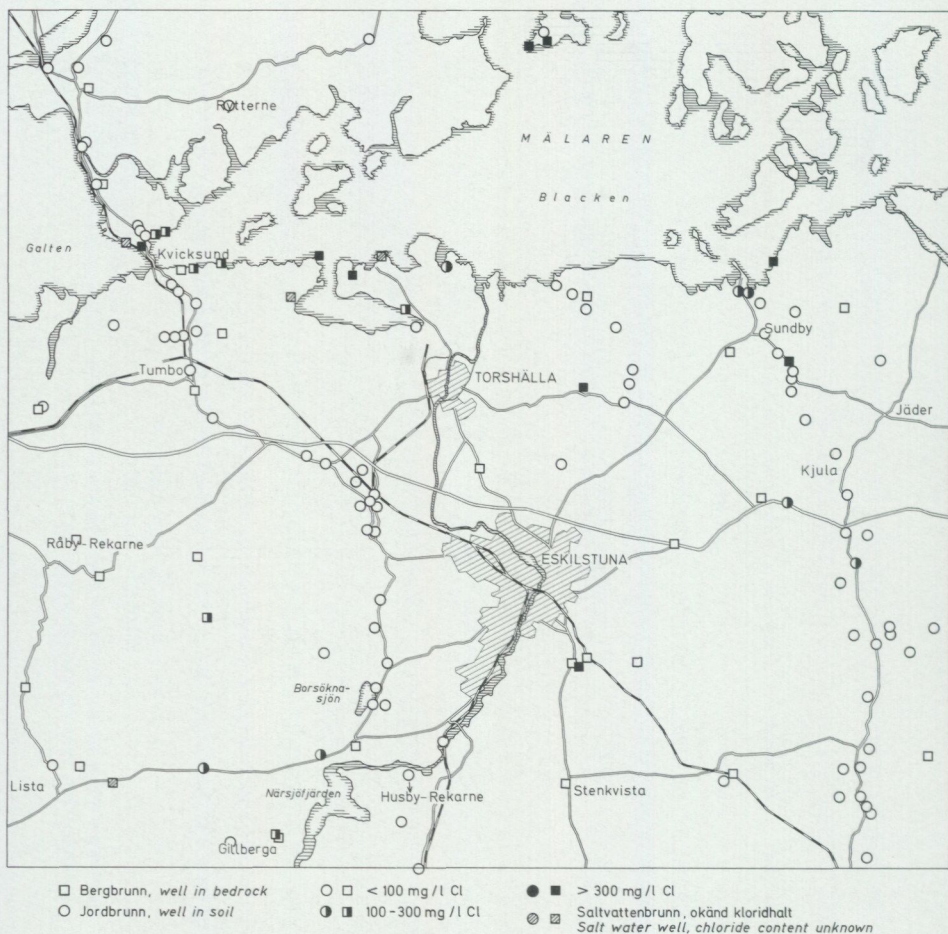 Rytterne
MÄLAREN
Blacken
Galten
Kvicksund
Sundby
Tumbo
TORSHÄLLA
Jäder
Kjula
Råby-Rekarne
ESKILSTUNA
Borsökna-
sjön
Lista
Närsjöfjärden
Husby-Rekarne
Stenkvista
Gillberga
Bergbrunn, well in bedrock
Jordbrunn, well in soil
< 100 mg/l Cl
100-300 mg/l Cl
> 300 mg/l Cl
Saltvattenbrunn, okänd kloridhalt
Salt water well, chloride content unknown